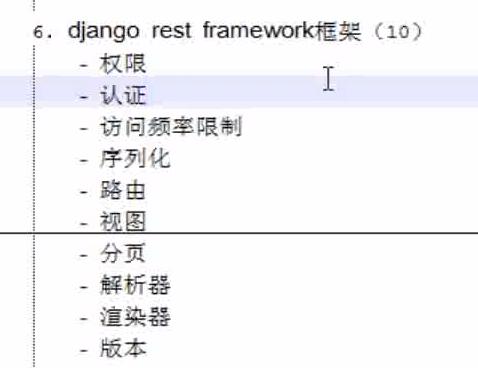 6. django rest framework框架（10）
- 权限
- 认证
- 访问频率限制
- 序列化
- 路由
- 视图
- 分页
- 解析器
- 渲染器
- 版本